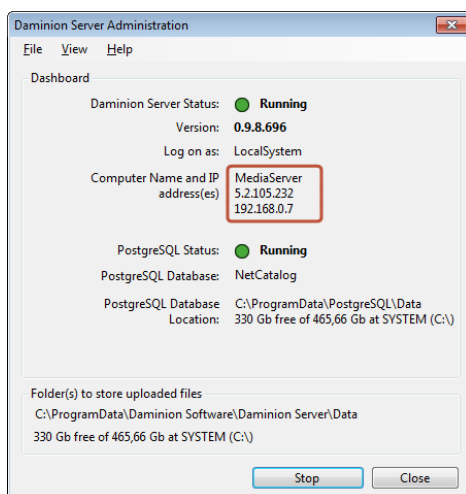 Daminion Server Administration
File View Help
Dashboard
Daminion Server Status: Running
Version: 0.9.8.696
Log on as: LocalSystem
Computer Name and IP address(es)
MediaServer
5.2.105.232
192.168.0.7
PostgreSQL Status: Running
PostgreSQL Database: NetCatalog
PostgreSQL Database Location:
C:\ProgramData\PostgreSQL\Data
330 Gb free of 465,66 Gb at SYSTEM (C:\)
Folder(s) to store uploaded files
C:\ProgramData\Daminion Software\Daminion Server\Data
330 Gb free of 465,66 Gb at SYSTEM (C:\)
Stop Close